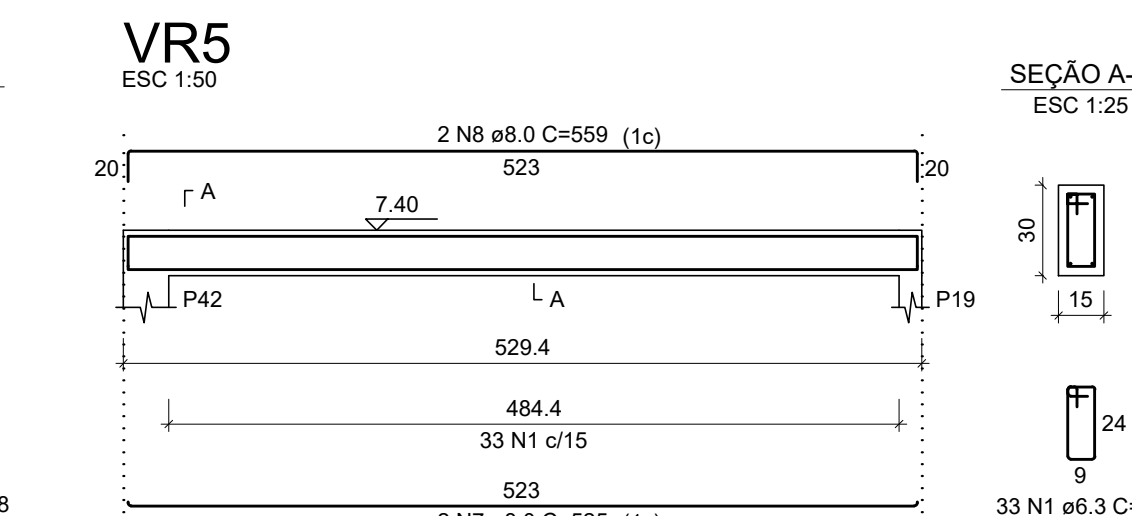 VR5
ESC 1:50
SEÇÃO A-
ESC 1:25
2 N8 ø8.0 C=559 (1c)
20 523 20
A
7.40
30
P42 A P19
15
529.4
484.4
33 N1 c/15
24
9
523
8
33 N1 ø6.3 C=